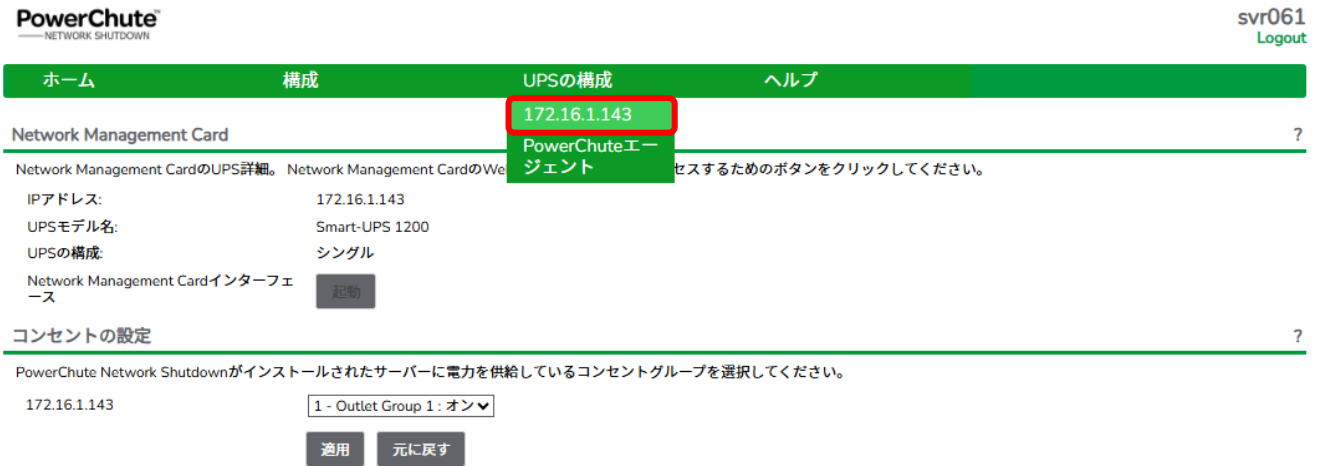 PowerChute™
NETWORK SHUTDOWN
svr061
Logout
ホーム 構成 UPSの構成 ヘルプ
172.16.1.143
PowerChuteエー
ジェント
Network Management Card ?
Network Management CardのUPS詳細。 Network Management CardのWe セスするためのボタンをクリックしてください。
IPアドレス: 172.16.1.143
UPSモデル名: Smart-UPS 1200
UPSの構成: シングル
Network Management Cardインターフェ
ース
起動
コンセントの設定 ?
PowerChute Network Shutdownがインストールされたサーバーに電力を供給しているコンセントグループを選択してください。
172.16.1.143 1 - Outlet Group 1 : オン
適用 元に戻す